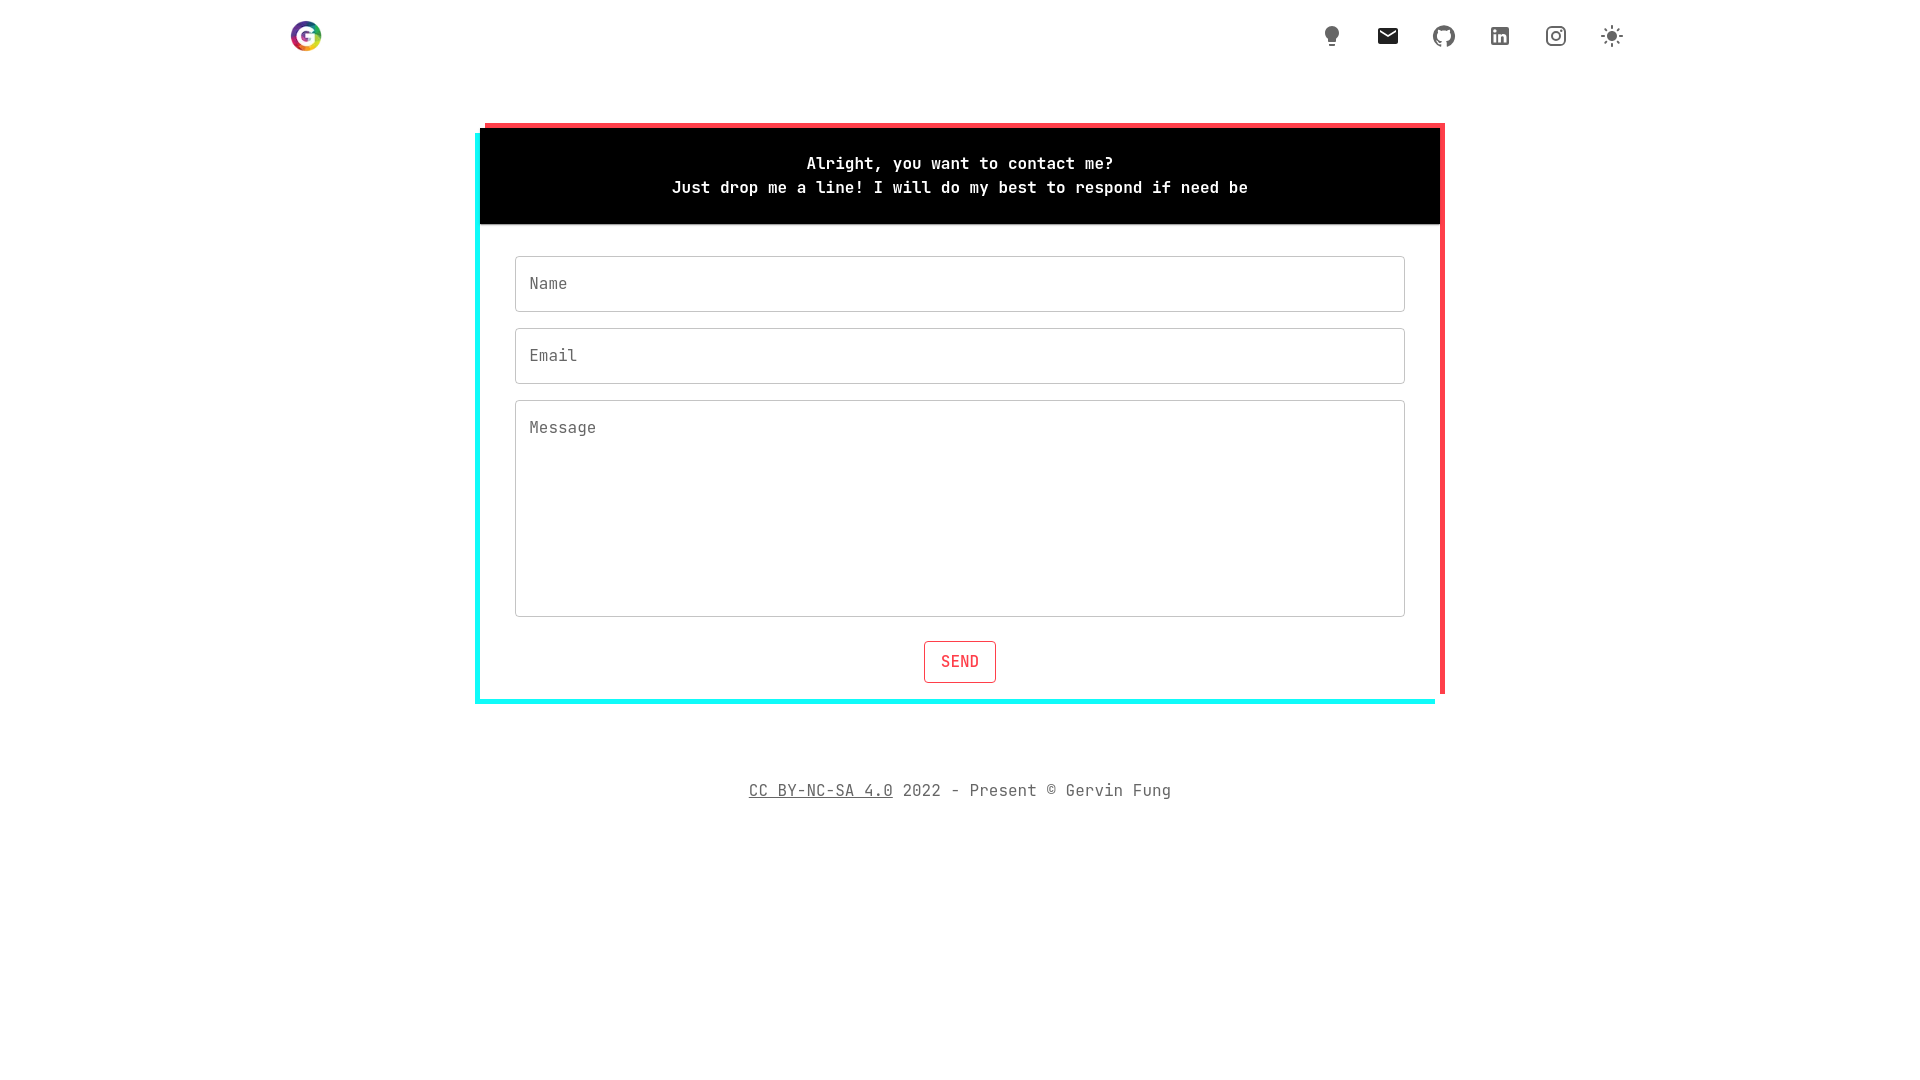 G
Alright, you want to contact me?
Just drop me a line! I will do my best to respond if need be
Name
Email
Message
SEND
CC BY-NC-SA 4.0 2022 - Present © Gervin Fung